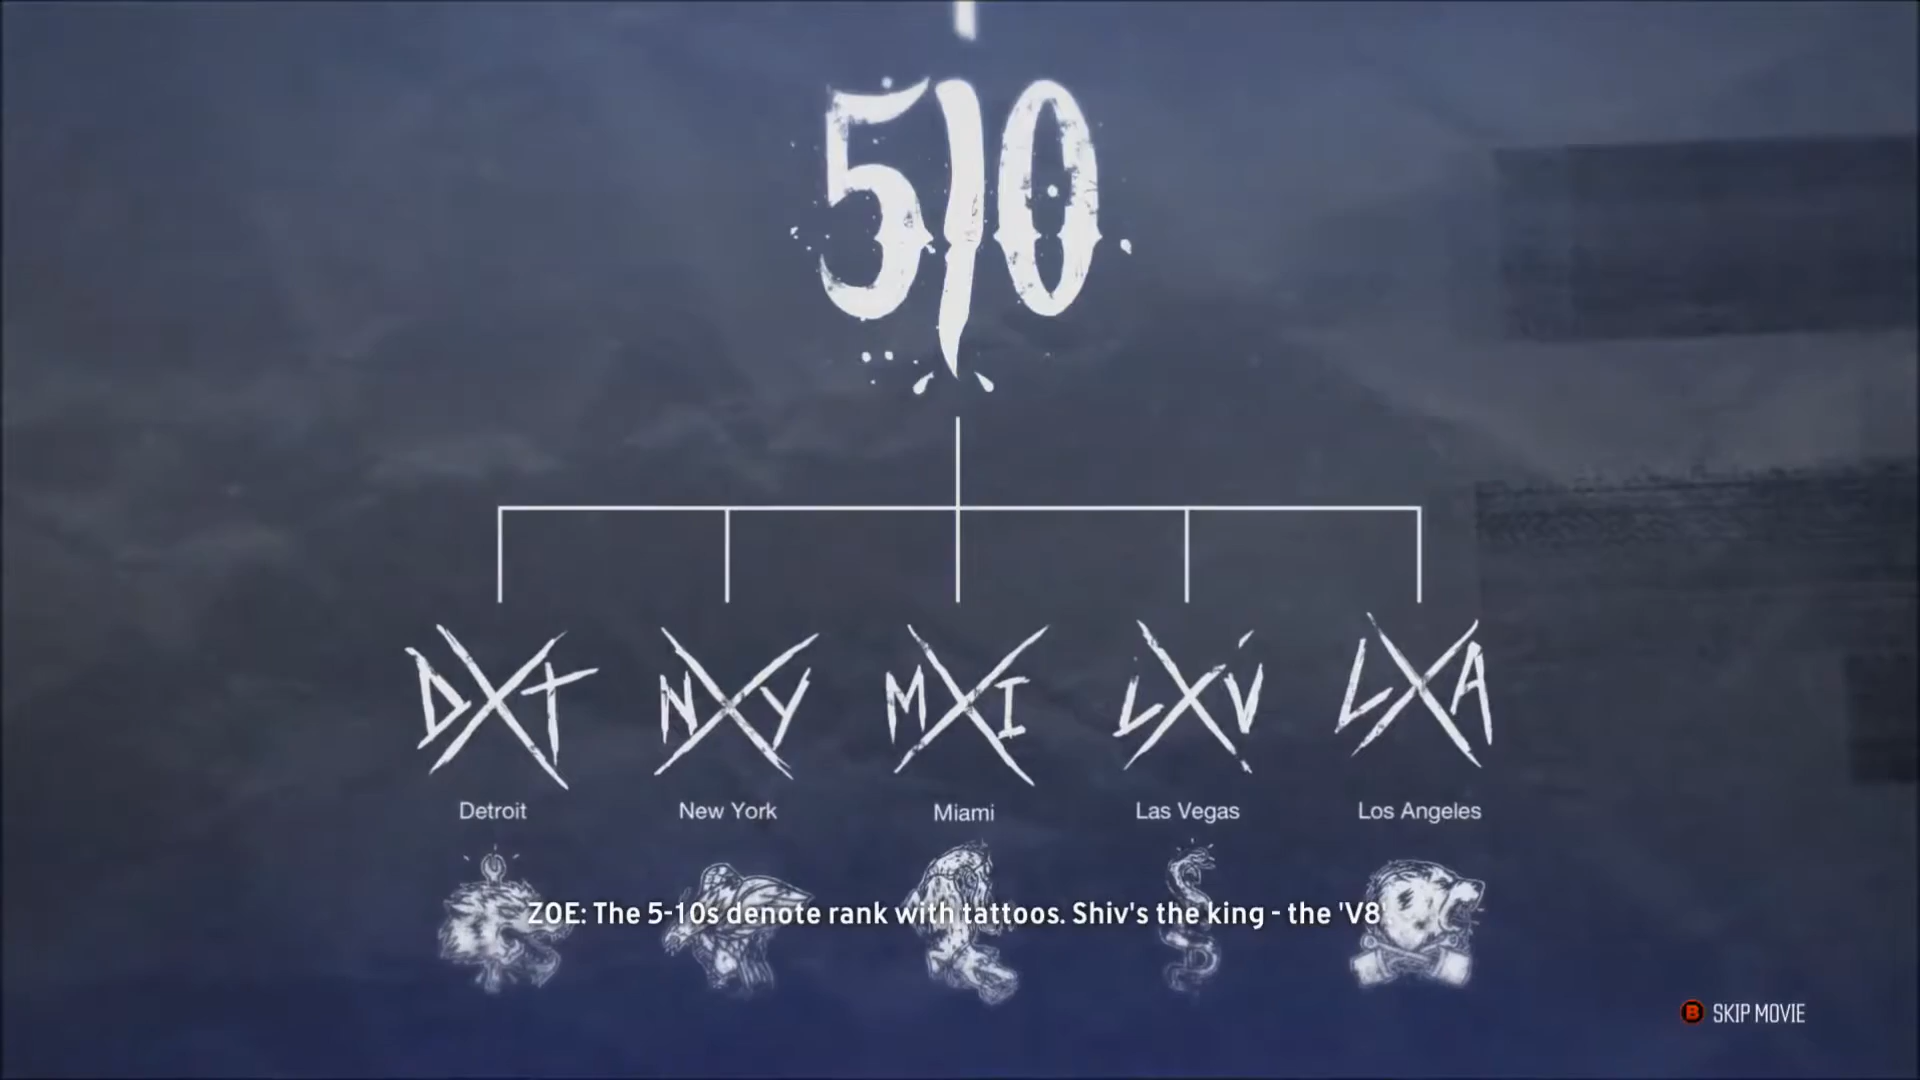 510
DXT NXY MXI LXV LXA
Detroit New York Miami Las Vegas Los Angeles
ZOE: The 5-10s denote rank with tattoos. Shiv's the king - the 'V8'.
B SKIP MOVIE